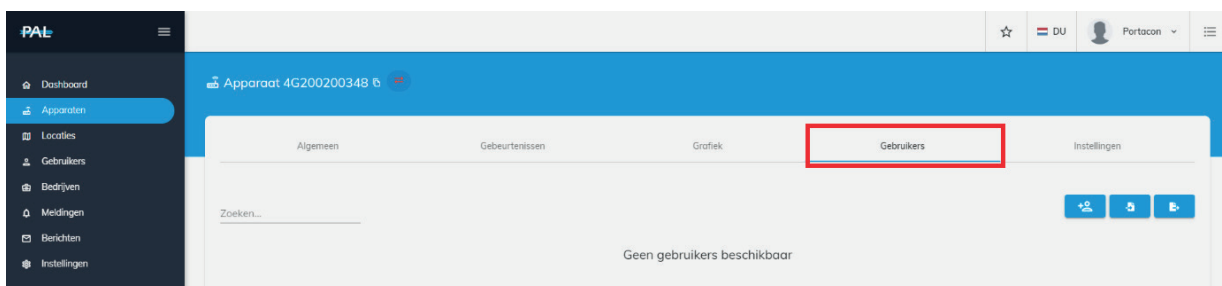 PAL
DU
Portacon
Dashboard
Apparaten
Locaties
Gebruikers
Bedrijven
Meldingen
Berichten
Instellingen
Apparaat 4G200200348
Algemeen
Gebeurtenissen
Grafiek
Gebruikers
Instellingen
Zoeken...
Geen gebruikers beschikbaar